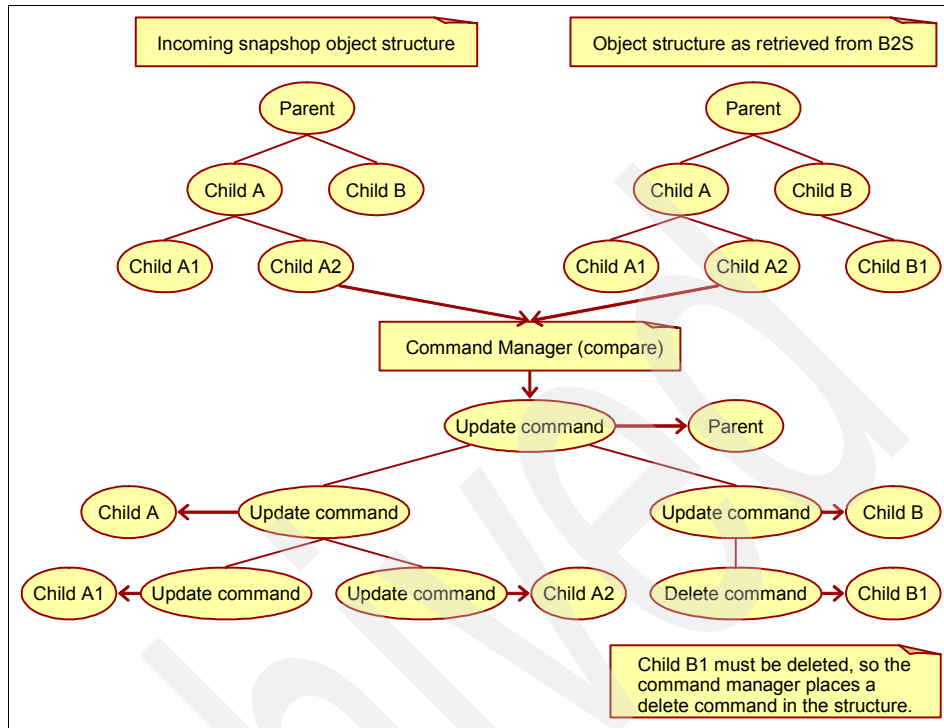 Incoming snapshop object structure
Object structure as retrieved from B2S
Parent
Parent
Child A
Child B
Child A
Child B
Child A1
Child A2
Child A1
Child A2
Child B1
Command Manager (compare)
Update command
Parent
Child A
Update command
Update command
Child B
Child A1
Update command
Update command
Child A2
Delete command
Child B1
Child B1 must be deleted, so the
command manager places a
delete command in the structure.